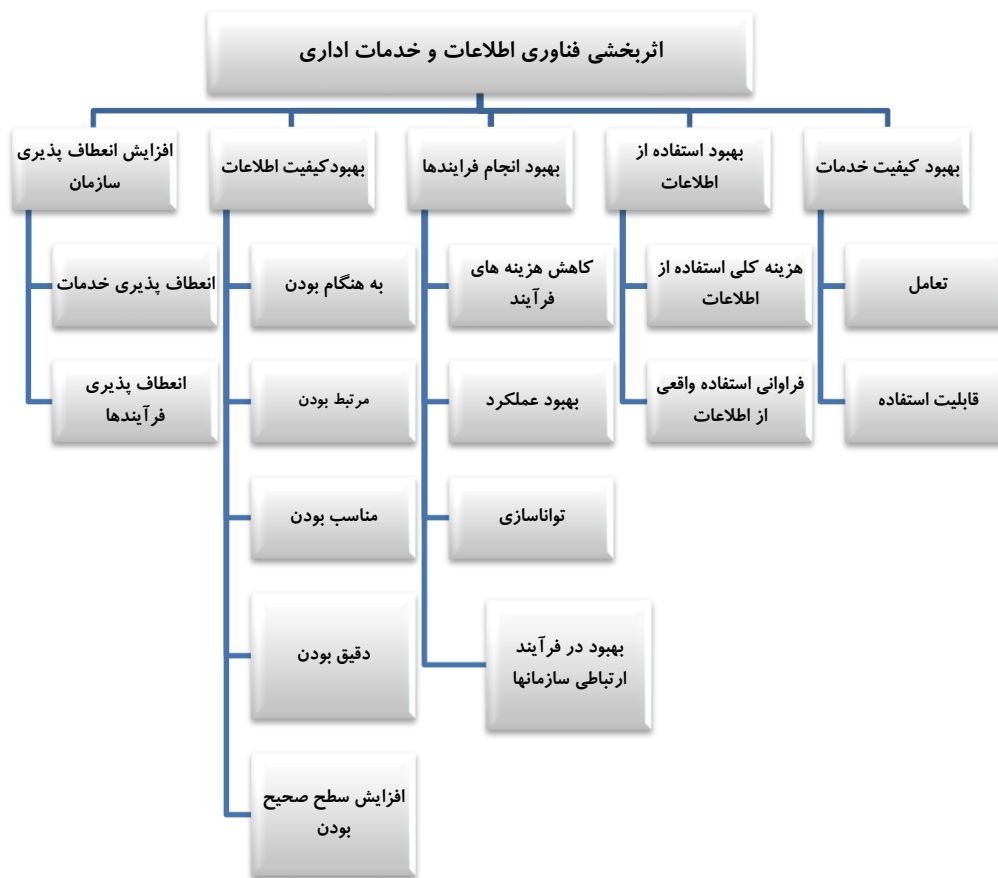 اثربخشی فناوری اطلاعات و خدمات اداری
بهبود کیفیت خدمات
تعامل
قابلیت استفاده
بهبود استفاده از
اطلاعات
هزینه کلی استفاده از
اطلاعات
فراوانی استفاده واقعی
از اطلاعات
بهبود انجام فرایندها
کاهش هزینه های
فرآیند
بهبود عملکرد
تواناسازی
بهبود در فرآیند
ارتباطی سازمانها
بهبودکیفیت اطلاعات
به هنگام بودن
مرتبط بودن
مناسب بودن
دقیق بودن
افزایش سطح صحیح
بودن
افزایش انعطاف پذیری
سازمان
انعطاف پذیری خدمات
انعطاف پذیری
فرآیندها